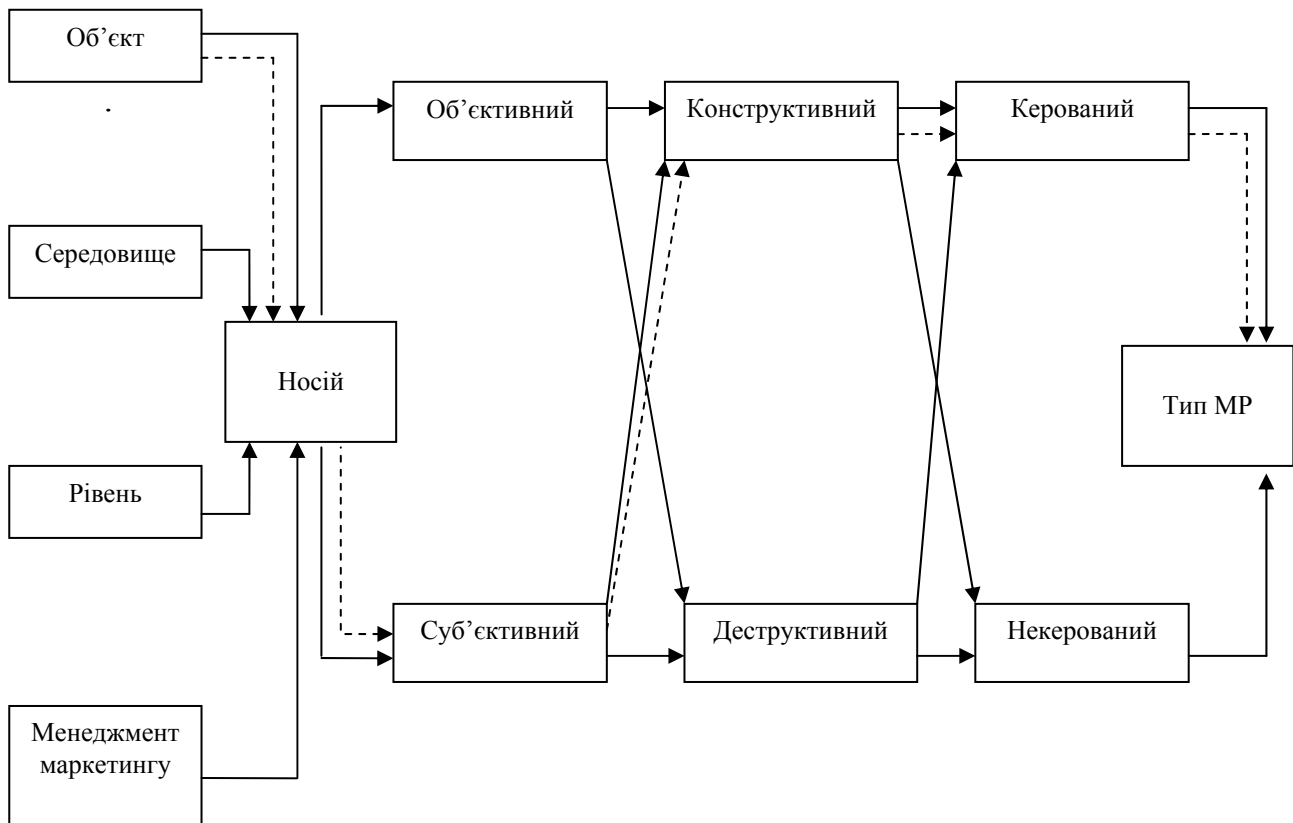 Об’єкт
.
Об’єктивний
Конструктивний
Керований
Середовище
Носій
Тип МР
Рівень
Суб’єктивний
Деструктивний
Некерований
Менеджмент
маркетингу